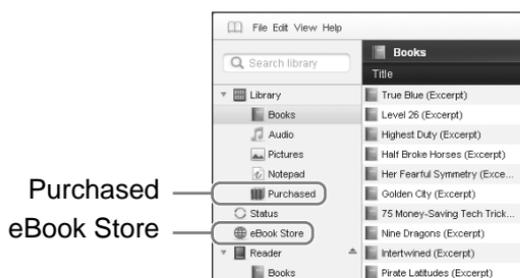 File Edit View Help
Search library
Books
Title
Library
Books
Audio
Pictures
Notepad
Purchased
Status
eBook Store
Reader
Books
True Blue (Excerpt)
Level 26 (Excerpt)
Highest Duty (Excerpt)
Half Broke Horses (Excerpt)
Her Fearful Symmetry (Exce...
Golden City (Excerpt)
75 Money-Saving Tech Trick...
Nine Dragons (Excerpt)
Intertwined (Excerpt)
Pirate Latitudes (Excerpt)
Purchased
eBook Store